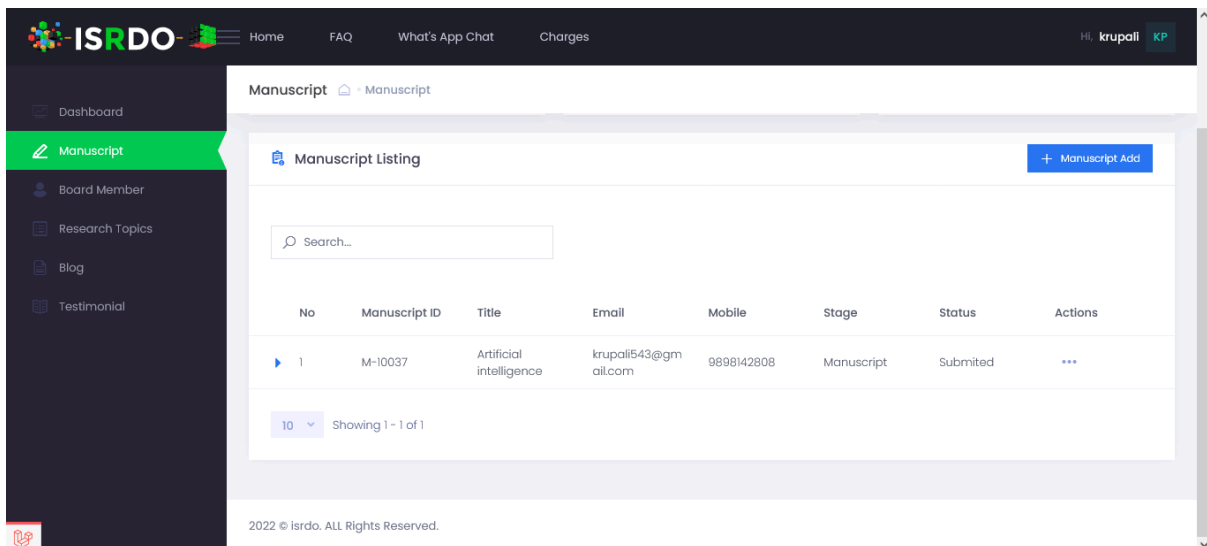 ISRDO
Home FAQ What's App Chat Charges
Hi, krupali KP
Manuscript Manuscript
Dashboard
Manuscript
Board Member
Research Topics
Blog
Testimonial
Manuscript Listing
+ Manuscript Add
Search...
No Manuscript ID Title Email Mobile Stage Status Actions
1 M-10037 Artificial krupali543@gm 9898142808 Manuscript Submited ...
intelligence ail.com
10 Showing 1 - 1 of 1
2022 © isrdo. ALL Rights Reserved.